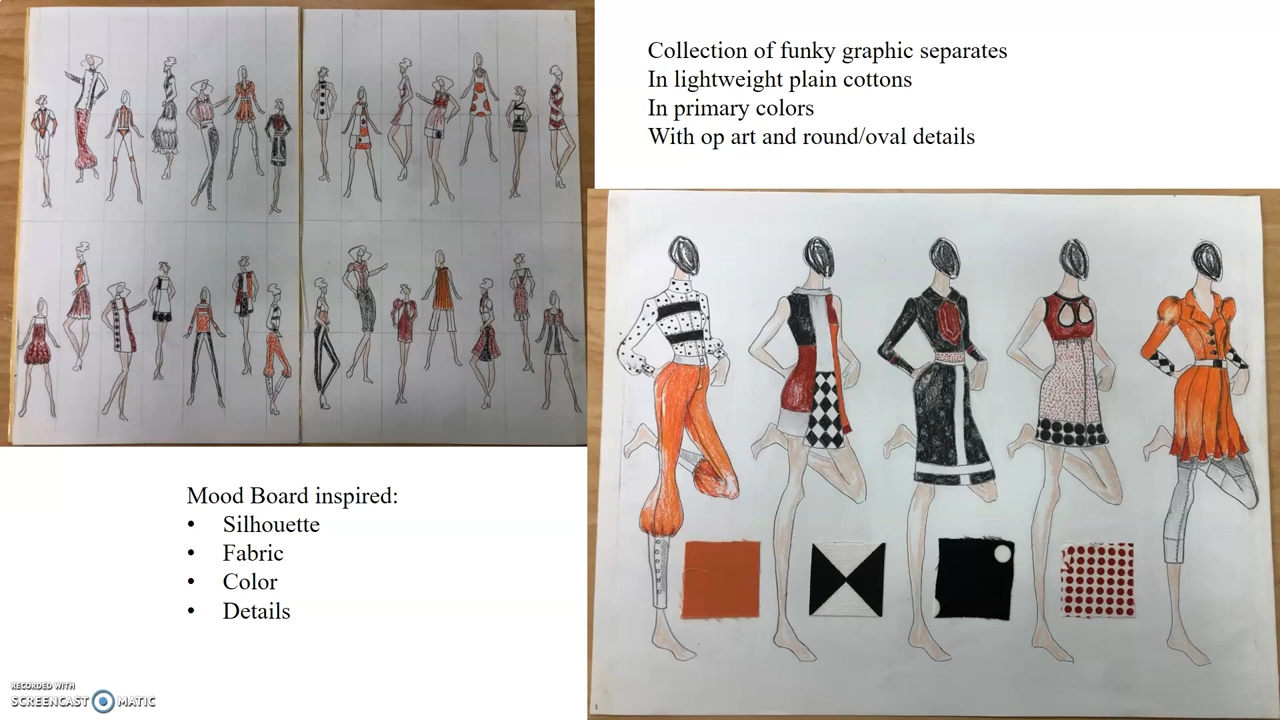 Collection of funky graphic separates
In lightweight plain cottons
In primary colors
With op art and round/oval details
Mood Board inspired:
• Silhouette
• Fabric
• Color
• Details
RECORDED WITH
SCREENCAST MATIC